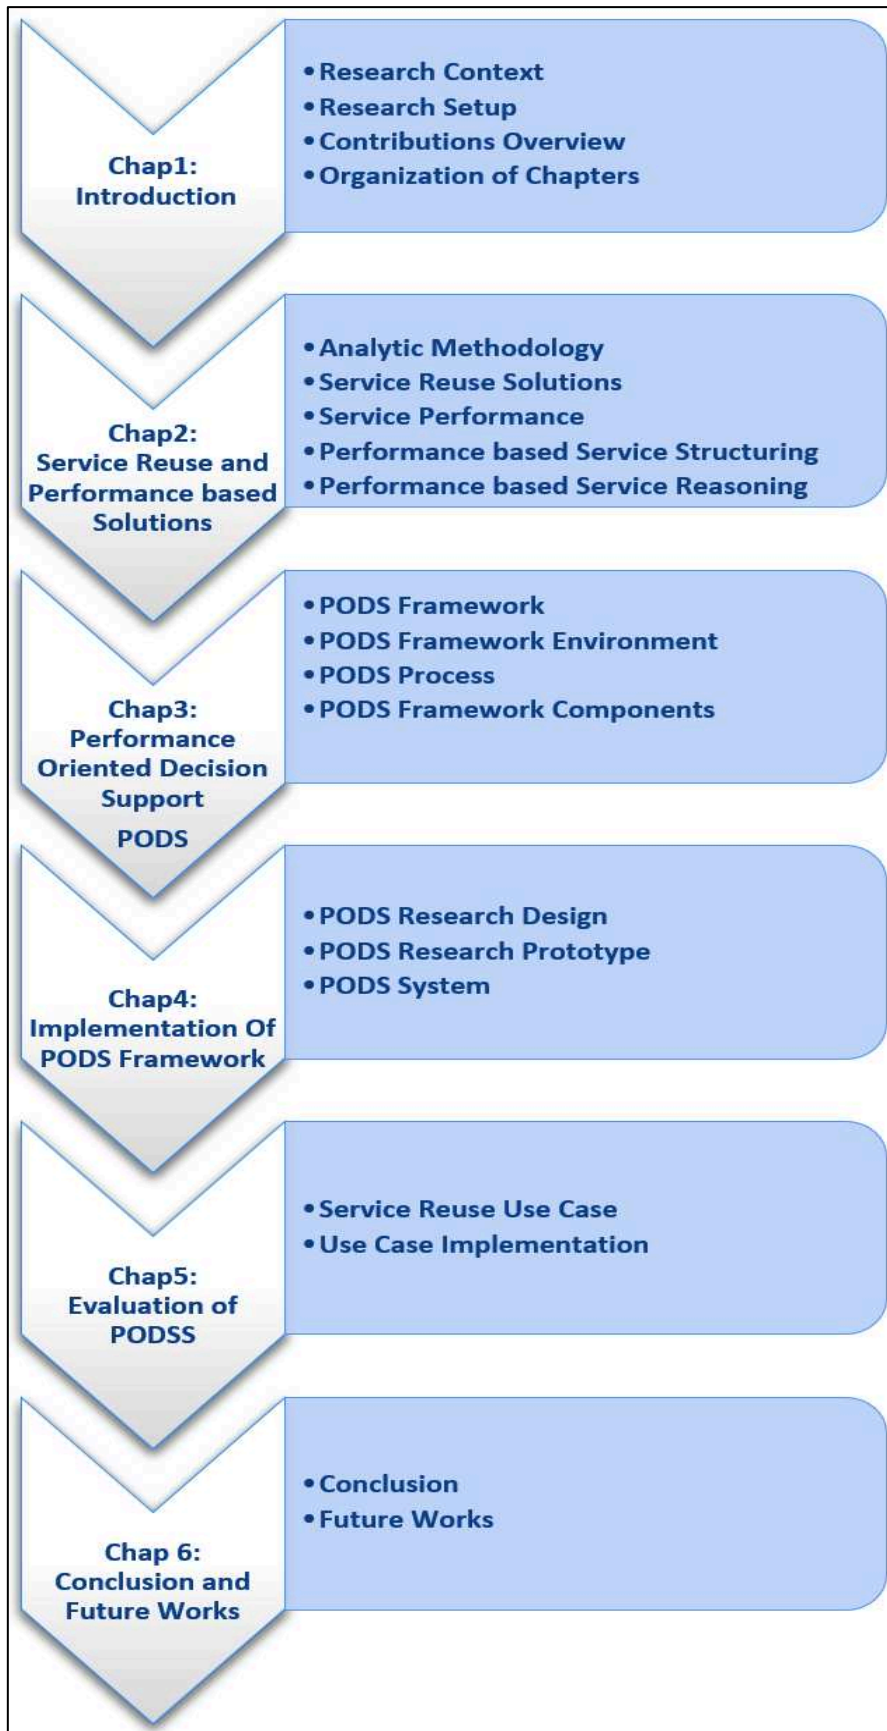 Chap1:
Introduction
•Research Context
•Research Setup
•Contributions Overview
•Organization of Chapters
Chap2:
Service Reuse and
Performance based
Solutions
•Analytic Methodology
•Service Reuse Solutions
•Service Performance
•Performance based Service Structuring
•Performance based Service Reasoning
Chap3:
Performance
Oriented Decision
Support
PODS
•PODS Framework
•PODS Framework Environment
•PODS Process
•PODS Framework Components
Chap4:
Implementation Of
PODS Framework
•PODS Research Design
•PODS Research Prototype
•PODS System
Chap5:
Evaluation of
PODSS
•Service Reuse Use Case
•Use Case Implementation
Chap 6:
Conclusion and
Future Works
•Conclusion
•Future Works